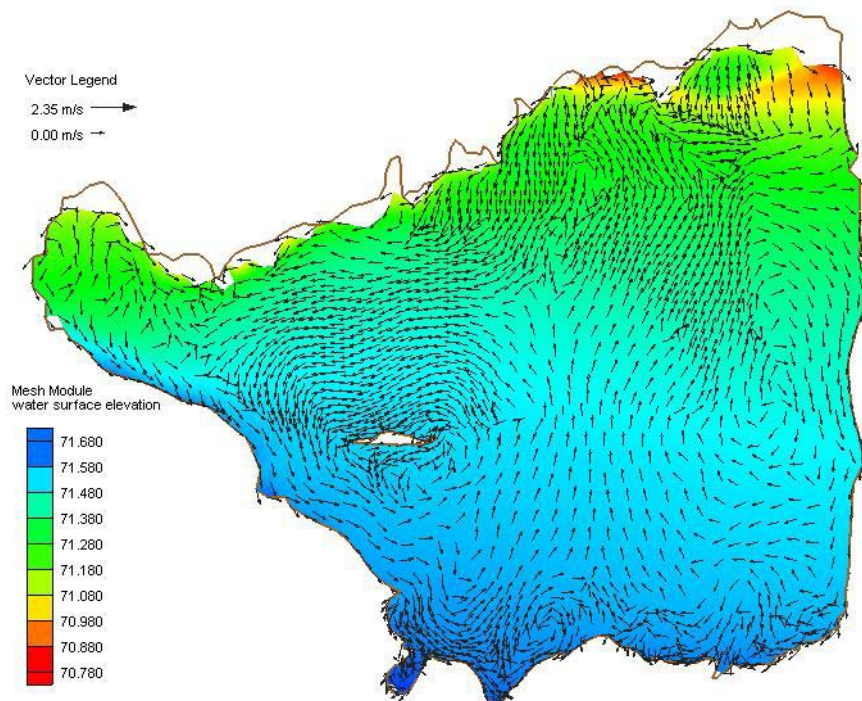 Vector Legend
2.35 m/s
0.00 m/s
Mesh Module
water surface elevation
71.680
71.580
71.480
71.380
71.280
71.180
71.080
70.980
70.880
70.780